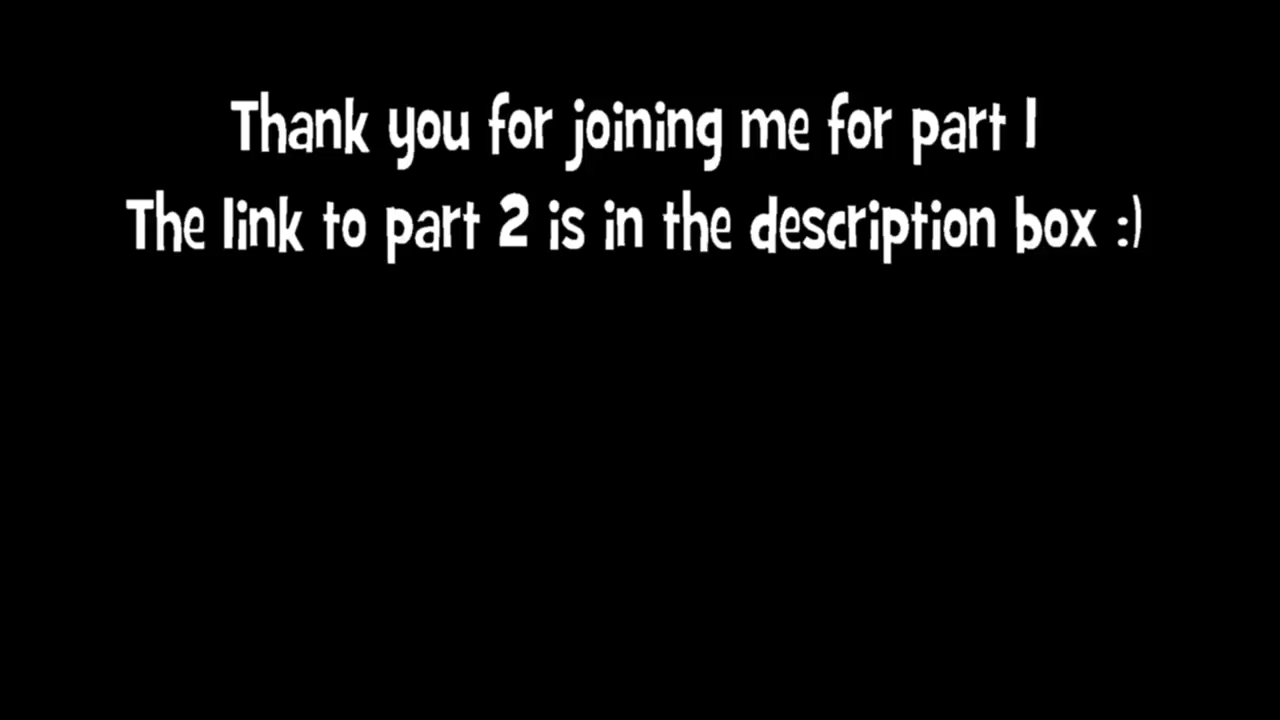 Thank you for joining me for part 1
The link to part 2 is in the description box :)